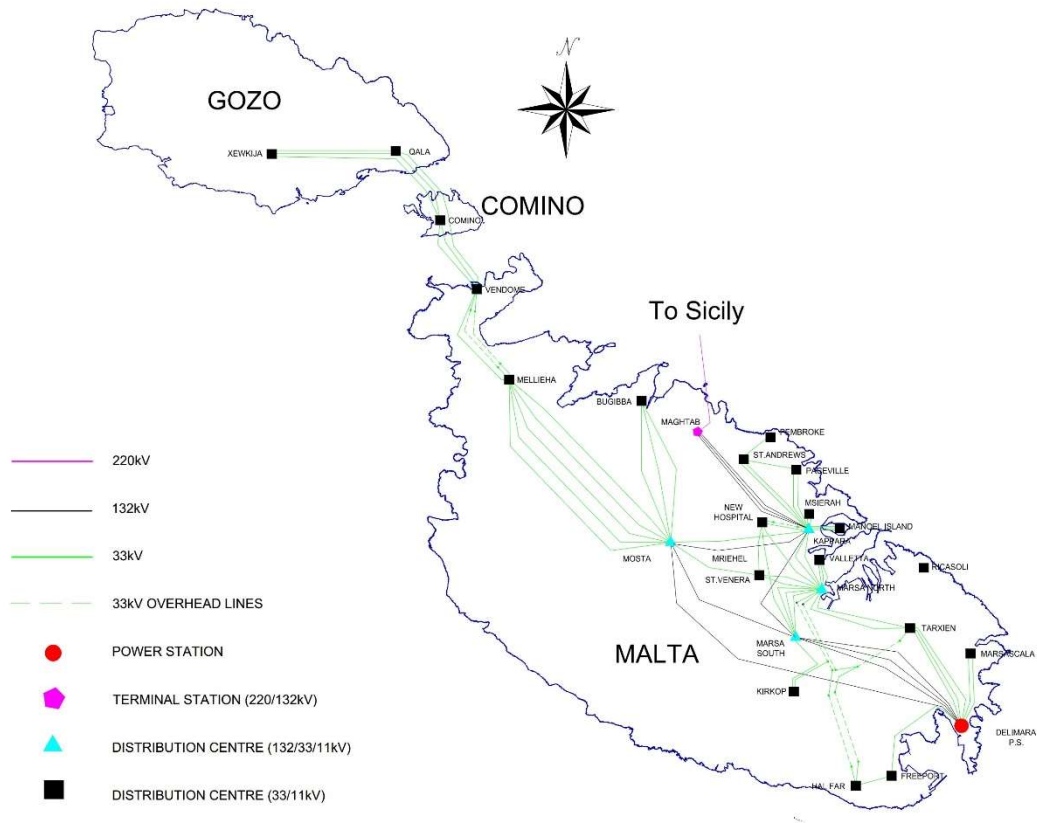 N
GOZO
XEWKIJA
QALA
COMINO
COMINO
VENDOME
To Sicily
MELLIEHA
BUGIBBA
MAGHTAB
PEMBROKE
ST.ANDREWS
PACEVILLE
MSIERAH
NEW
HOSPITAL
MANOEL ISLAND
KAPPARA
MOSTA
MRIEHEL
VALLETTA
RICASOLI
ST.VENERA
MARSA NORTH
TARXIEN
MARSA
SOUTH
MALTA
MARSASCALA
KIRKOP
DELIMARA
P.S.
FREEPORT
HAL FAR
220kV
132kV
33kV
33kV OVERHEAD LINES
POWER STATION
TERMINAL STATION (220/132kV)
DISTRIBUTION CENTRE (132/33/11kV)
DISTRIBUTION CENTRE (33/11kV)